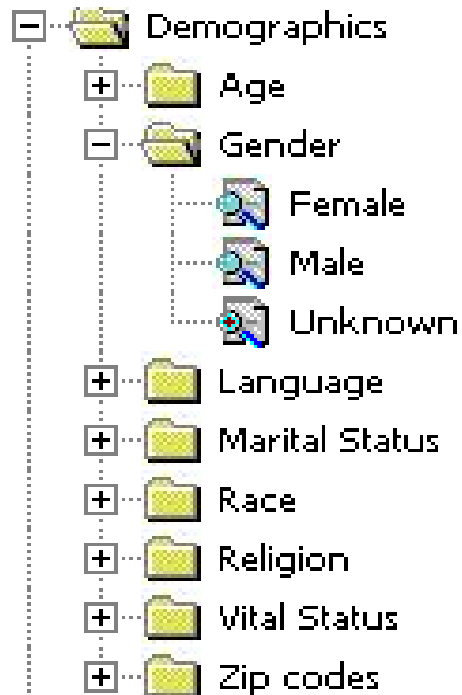 Demographics
Age
Gender
Female
Male
Unknown
Language
Marital Status
Race
Religion
Vital Status
Zip codes